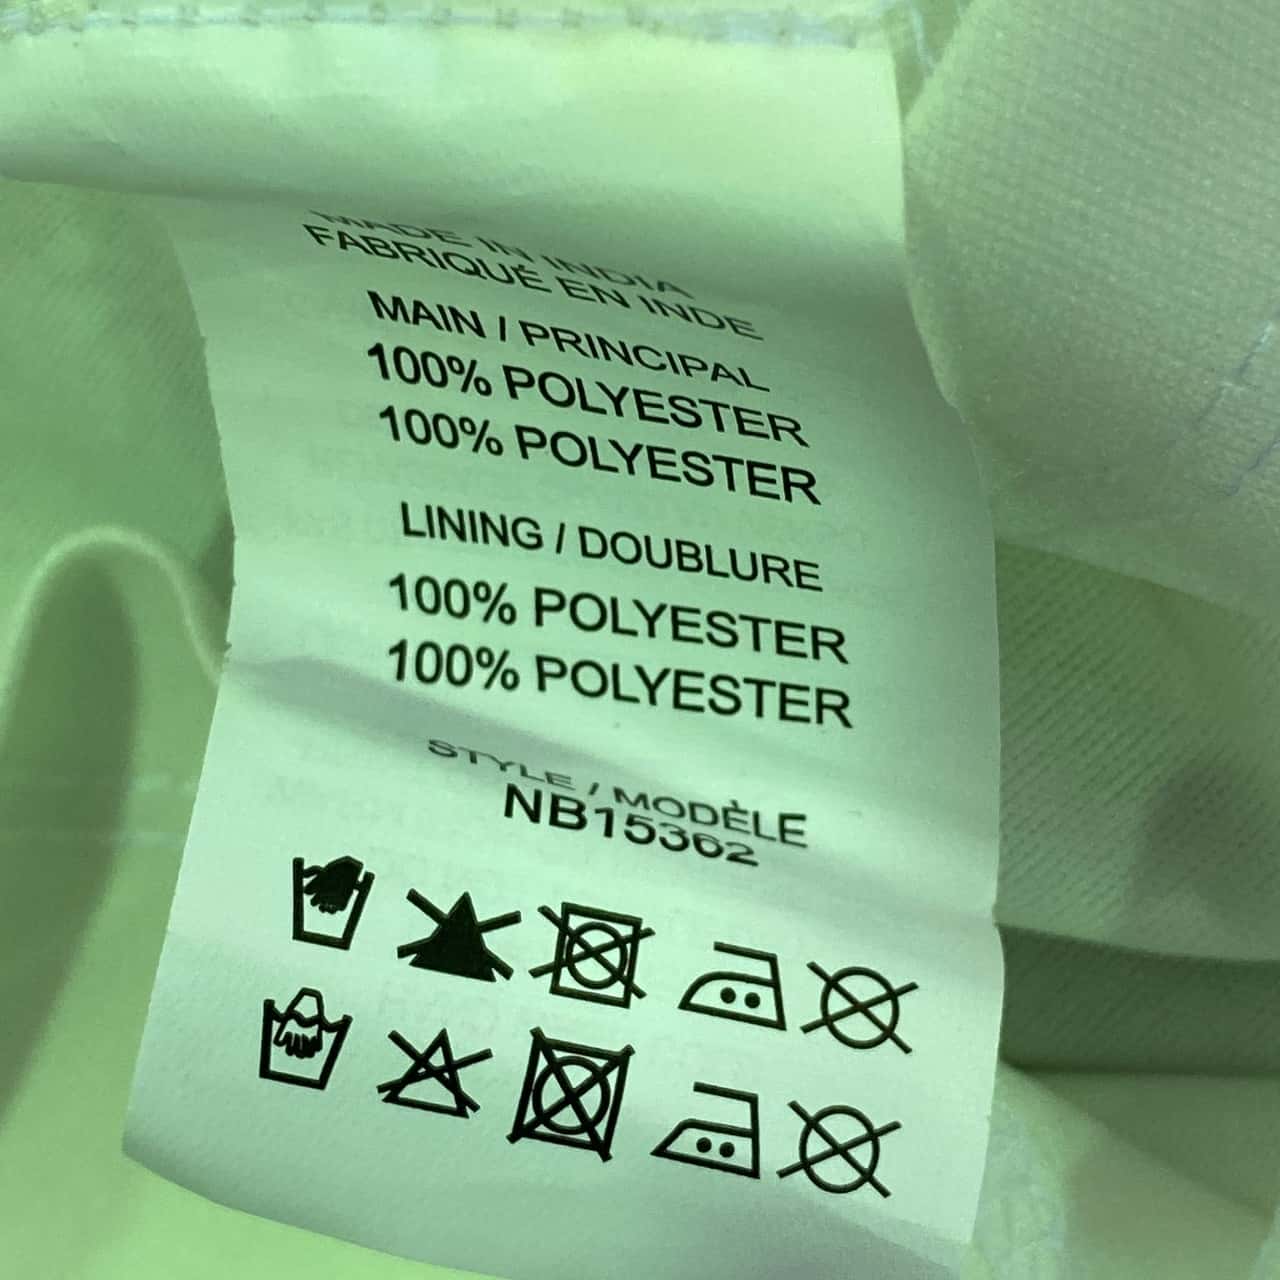 MADE IN INDIA
FABRIQUÉ EN INDE
MAIN / PRINCIPAL
100% POLYESTER
100% POLYESTER
LINING / DOUBLURE
100% POLYESTER
100% POLYESTER
STYLE / MODÈLE
NB15362